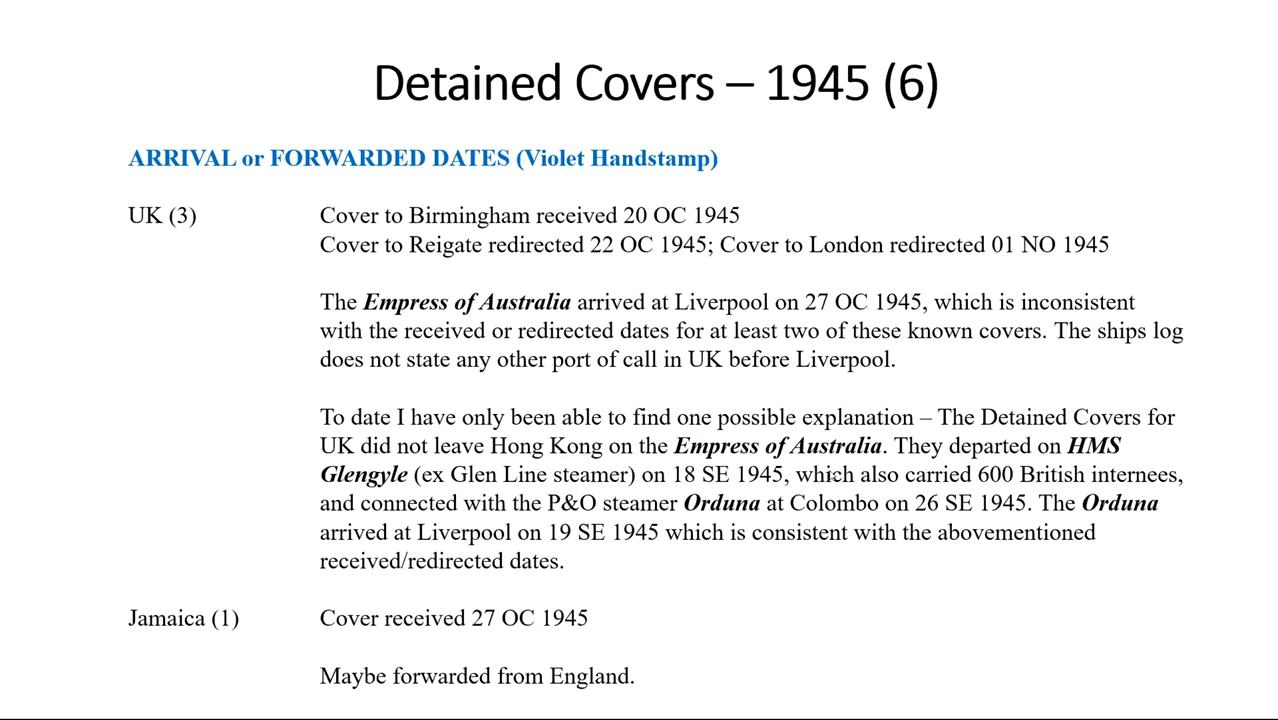 Detained Covers – 1945 (6)
ARRIVAL or FORWARDED DATES (Violet Handstamp)
UK (3) Cover to Birmingham received 20 OC 1945
Cover to Reigate redirected 22 OC 1945; Cover to London redirected 01 NO 1945
The Empress of Australia arrived at Liverpool on 27 OC 1945, which is inconsistent
with the received or redirected dates for at least two of these known covers. The ships log
does not state any other port of call in UK before Liverpool.
To date I have only been able to find one possible explanation – The Detained Covers for
UK did not leave Hong Kong on the Empress of Australia. They departed on HMS
Glengyle (ex Glen Line steamer) on 18 SE 1945, which also carried 600 British internees,
and connected with the P&O steamer Orduna at Colombo on 26 SE 1945. The Orduna
arrived at Liverpool on 19 SE 1945 which is consistent with the abovementioned
received/redirected dates.
Jamaica (1) Cover received 27 OC 1945
Maybe forwarded from England.